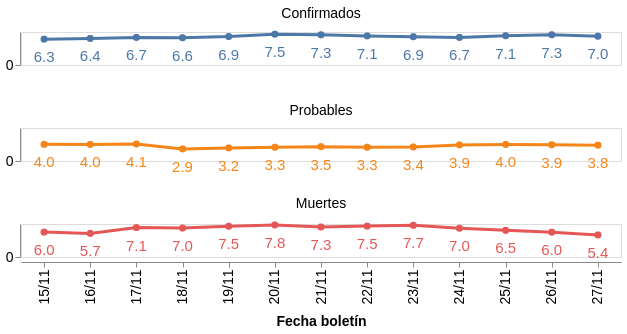 Confirmados
0
6.3 6.4 6.7 6.6 6.9 7.5 7.3 7.1 6.9 6.7 7.1 7.3 7.0
Probables
0
4.0 4.0 4.1 2.9 3.2 3.3 3.5 3.3 3.4 3.9 4.0 3.9 3.8
Muertes
0
6.0 5.7 7.1 7.0 7.5 7.8 7.3 7.5 7.7 7.0 6.5 6.0 5.4
15/11 16/11 17/11 18/11 19/11 20/11 21/11 22/11 23/11 24/11 25/11 26/11 27/11
Fecha boletín